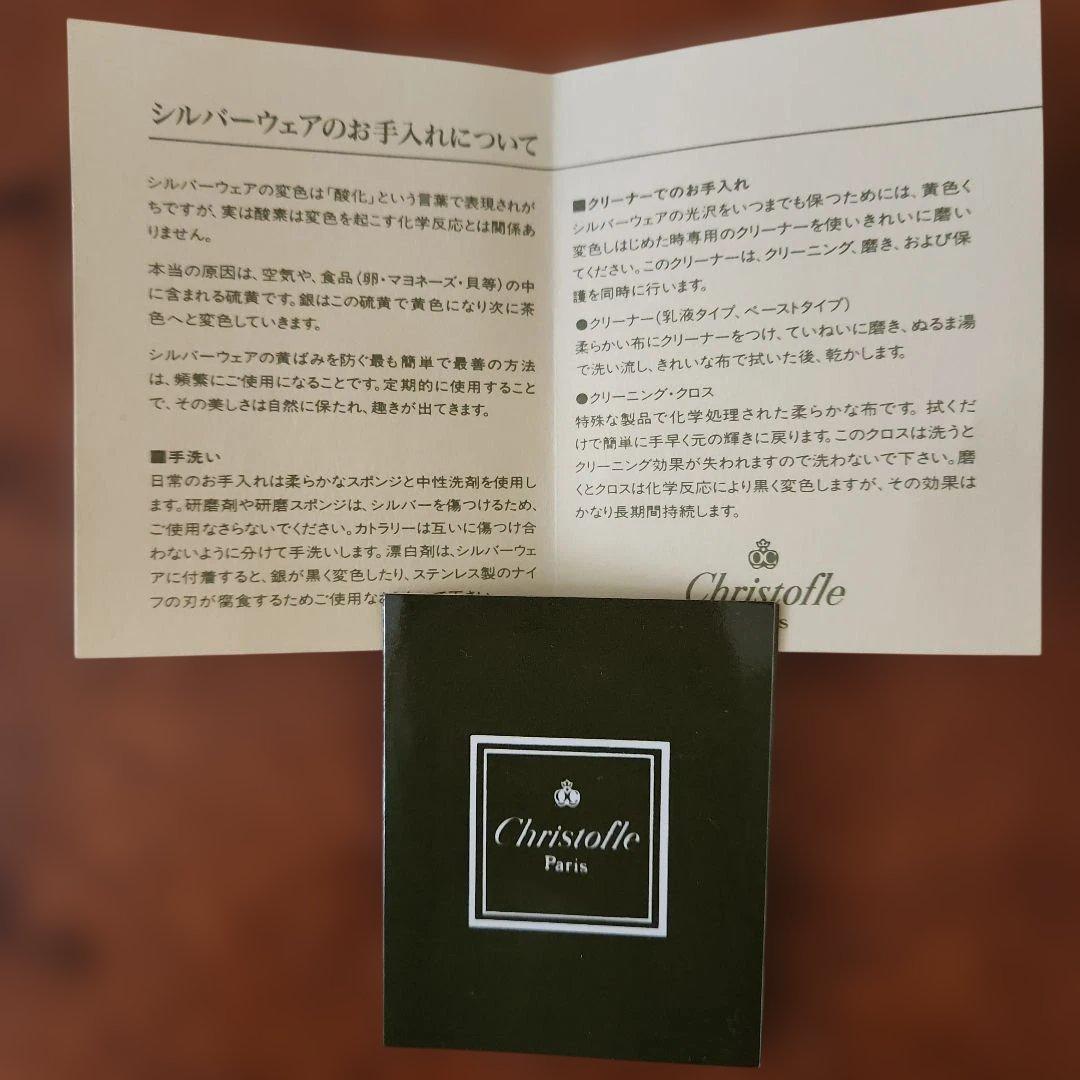 シルバーウェアのお手入れについて
シルバーウェアの変色は「酸化」という言葉で表現されが
ちですが、実は酸素は変色を起こす化学反応とは関係あ
りません。
本当の原因は、空気や、食品(卵・マヨネーズ・貝等)の中
に含まれる硫黄です。銀はこの硫黄で黄色になり次に茶
色へと変色していきます。
シルバーウェアの黄ばみを防ぐ最も簡単で最善の方法
は、頻繁にご使用になることです。定期的に使用すること
で、その美しさは自然に保たれ、趣きが出てきます。
■手洗い
日常のお手入れは柔らかなスポンジと中性洗剤を使用し
ます。研磨剤や研磨スポンジは、シルバーを傷つけるため、
ご使用なさらないでください。カトラリーは互いに傷つけ合
わないように分けて手洗いします。漂白剤は、シルバーウェ
アに付着すると、銀が黒く変色したり、ステンレス製のナイ
フの刃が腐食するためご使用な
■クリーナーでのお手入れ
シルバーウェアの光沢をいつまでも保つためには、黄色く
変色しはじめた時専用のクリーナーを使いきれいに磨い
てください。このクリーナーは、クリーニング、磨き、および保
護を同時に行います。
●クリーナー(乳液タイプ、ペーストタイプ)
柔らかい布にクリーナーをつけ、ていねいに磨き、ぬるま湯
で洗い流し、きれいな布で拭いた後、乾かします。
●クリーニング・クロス
特殊な製品で化学処理された柔らかな布です。拭くだ
けで簡単に手早く元の輝きに戻ります。このクロスは洗うと
クリーニング効果が失われますので洗わないで下さい。磨
くとクロスは化学反応により黒く変色しますが、その効果は
かなり長期間持続します。
Christofle
Christofle
Paris